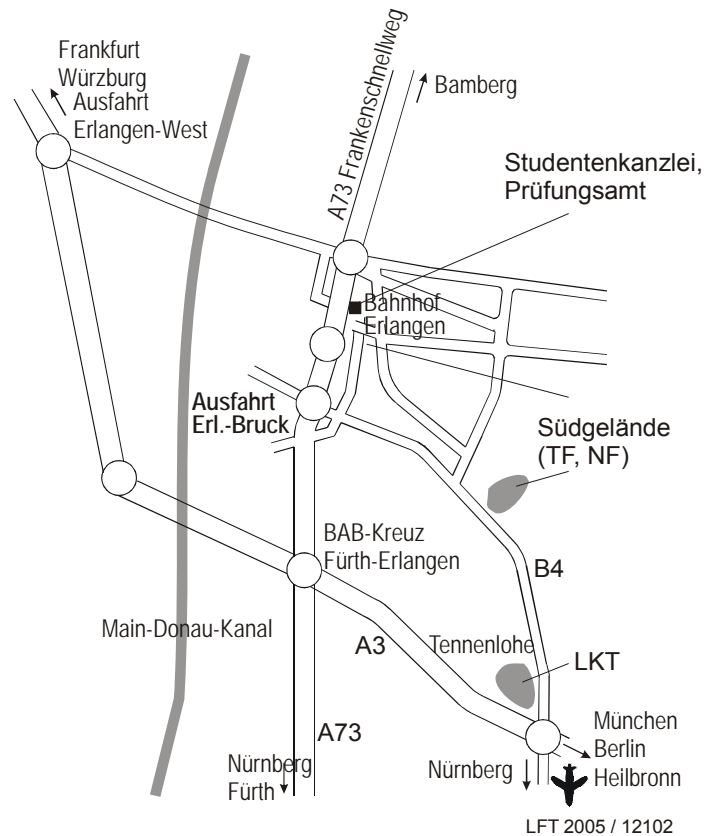 Frankfurt
Würzburg
Ausfahrt
Erlangen-West
A73 Frankenschnellweg
Bamberg
Studentenkanzlei,
Prüfungsamt
Bahnhof
Erlangen
Ausfahrt
Erl.-Bruck
Südgelände
(TF, NF)
BAB-Kreuz
Fürth-Erlangen
B4
Main-Donau-Kanal
A3
Tennenlohe
LKT
A73
München
Berlin
Heilbronn
Nürnberg
Fürth
Nürnberg
LFT 2005 / 12102